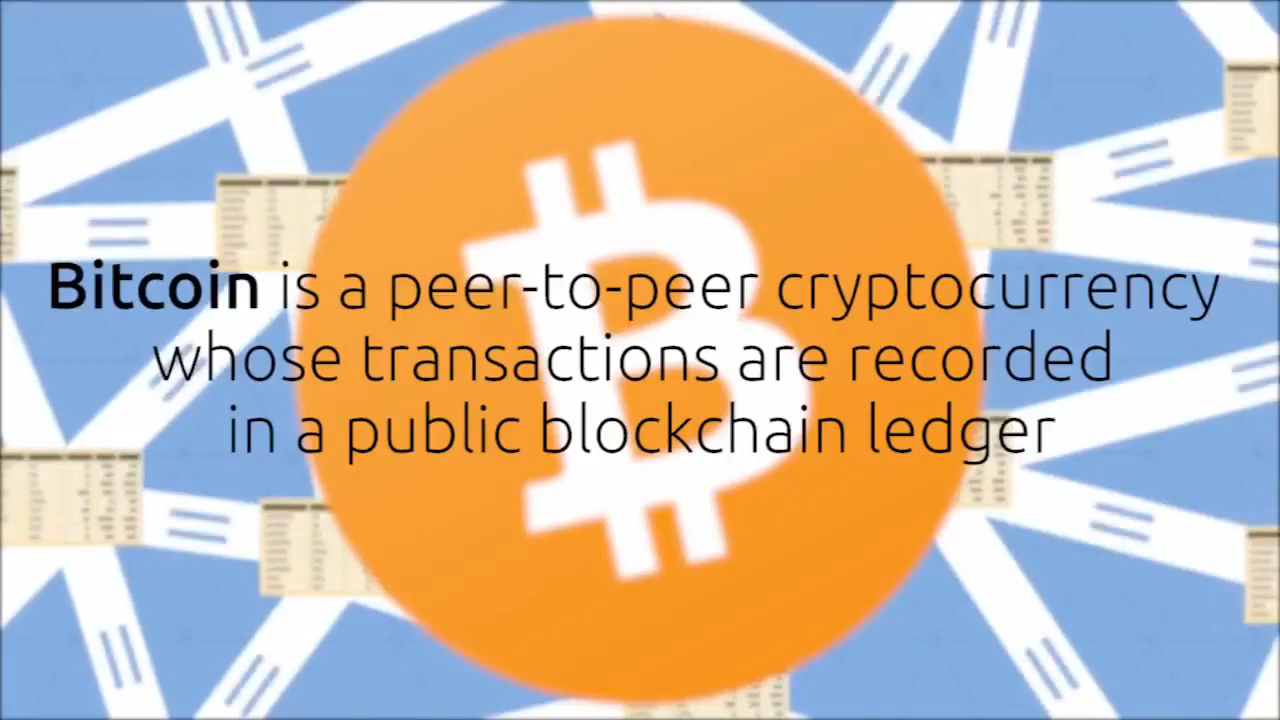 Bitcoin is a peer-to-peer cryptocurrency
whose transactions are recorded
in a public blockchain ledger